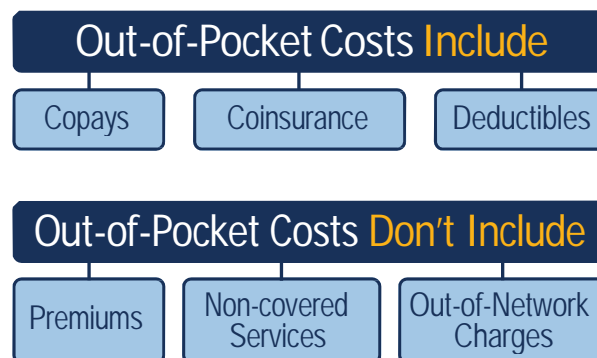 Out-of-Pocket Costs Include
Copays
Coinsurance
Deductibles
Out-of-Pocket Costs Don't Include
Premiums
Non-covered
Services
Out-of-Network
Charges